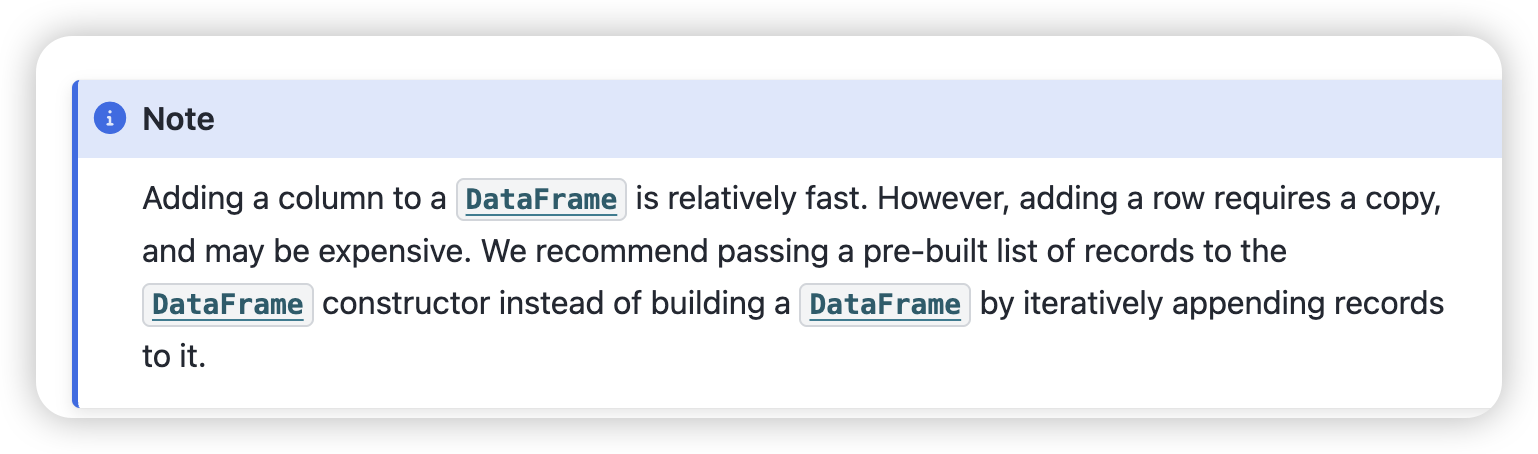 Note
Adding a column to a DataFrame is relatively fast. However, adding a row requires a copy,
and may be expensive. We recommend passing a pre-built list of records to the
DataFrame constructor instead of building a DataFrame by iteratively appending records
to it.